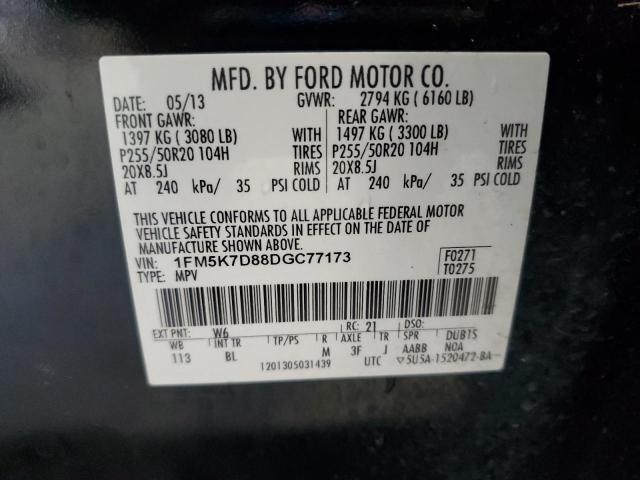 MFD. BY FORD MOTOR CO.
DATE: 05/13 GVWR: 2794 KG ( 6160 LB)
FRONT GAWR: REAR GAWR:
1397 KG ( 3080 LB) WITH 1497 KG ( 3300 LB) WITH
P255/50R20 104H TIRES P255/50R20 104H TIRES
20X8.5J RIMS 20X8.5J RIMS
AT 240 kPa/ 35 PSI COLD AT 240 kPa/ 35 PSI COLD
THIS VEHICLE CONFORMS TO ALL APPLICABLE FEDERAL MOTOR
VEHICLE SAFETY STANDARDS IN EFFECT ON THE DATE OF
MANUFACTURE SHOWN ABOVE.
VIN: 1FM5K7D88DGC77173 F0271
TYPE: MPV T0275
EXT PNT: W6 RC: 21 DSO:
WB INT TR TP/PS R AXLE TR SPR DUB1S
113 BL M 3F J AABB NOA
1201305031439 UTC ▽5U5A-1520472-BA